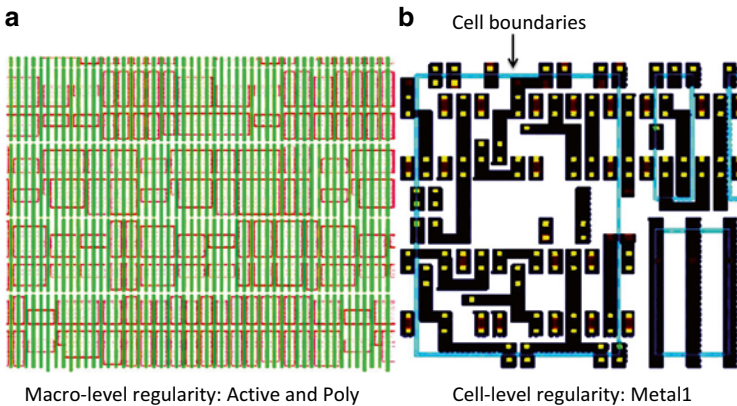 a
b
Cell boundaries
Macro-level regularity: Active and Poly
Cell-level regularity: Metal1